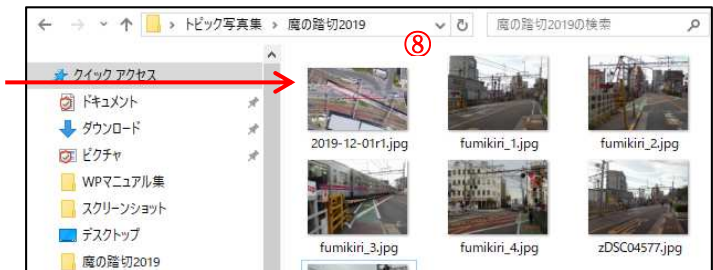 トピック写真集 › 魔の踏切2019
魔の踏切2019の検索
⑧
クイック アクセス
ドキュメント
ダウンロード
ピクチャ
WPマニュアル集
スクリーンショット
デスクトップ
魔の踏切2019
2019-12-01r1.jpg
fumikiri_1.jpg
fumikiri_2.jpg
fumikiri_3.jpg
fumikiri_4.jpg
zDSC04577.jpg